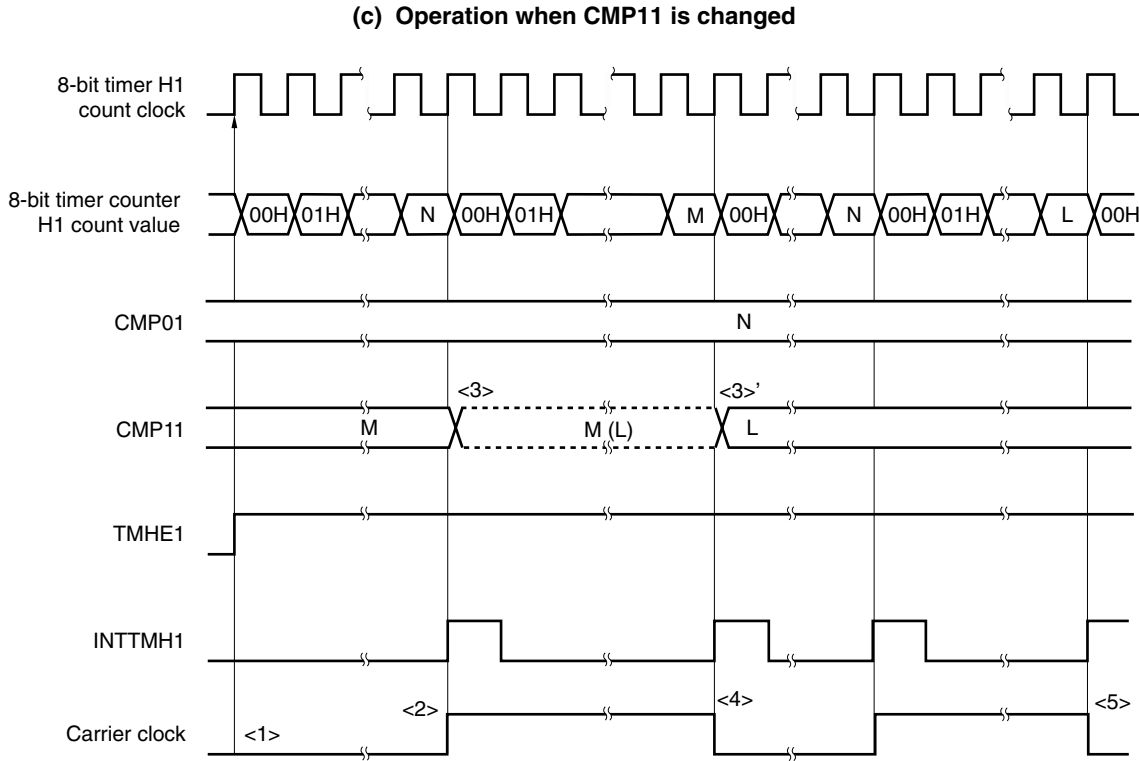 (c) Operation when CMP11 is changed
8-bit timer H1
count clock
8-bit timer counter
H1 count value
00H 01H N 00H 01H M 00H N 00H 01H L 00H
CMP01
N
<3> <3>’
CMP11
M M (L) L
TMHE1
INTTMH1
<2> <4> <5>
Carrier clock
<1>